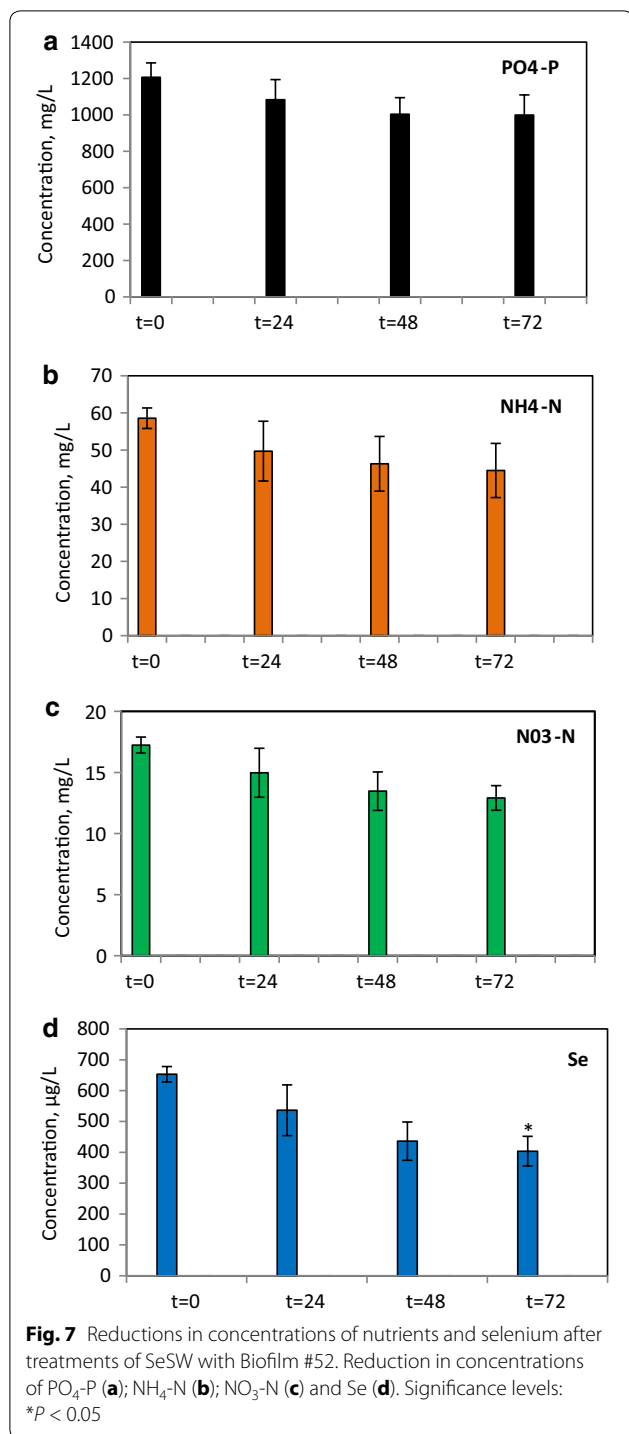 a
1400
1200
1000
800
600
400
200
0
Concentration, mg/L
PO4-P
t=0 t=24 t=48 t=72
b
70
60
50
40
30
20
10
0
Concentration, mg/L
NH4-N
t=0 t=24 t=48 t=72
c
20
15
10
5
0
Concentration, mg/L
N03-N
t=0 t=24 t=48 t=72
d
800
700
600
500
400
300
200
100
0
Concentration, µg/L
Se
*
t=0 t=24 t=48 t=72
Fig. 7 Reductions in concentrations of nutrients and selenium after
treatments of SeSW with Biofilm #52. Reduction in concentrations
of PO₄-P (a); NH₄-N (b); NO₃-N (c) and Se (d). Significance levels:
*P < 0.05